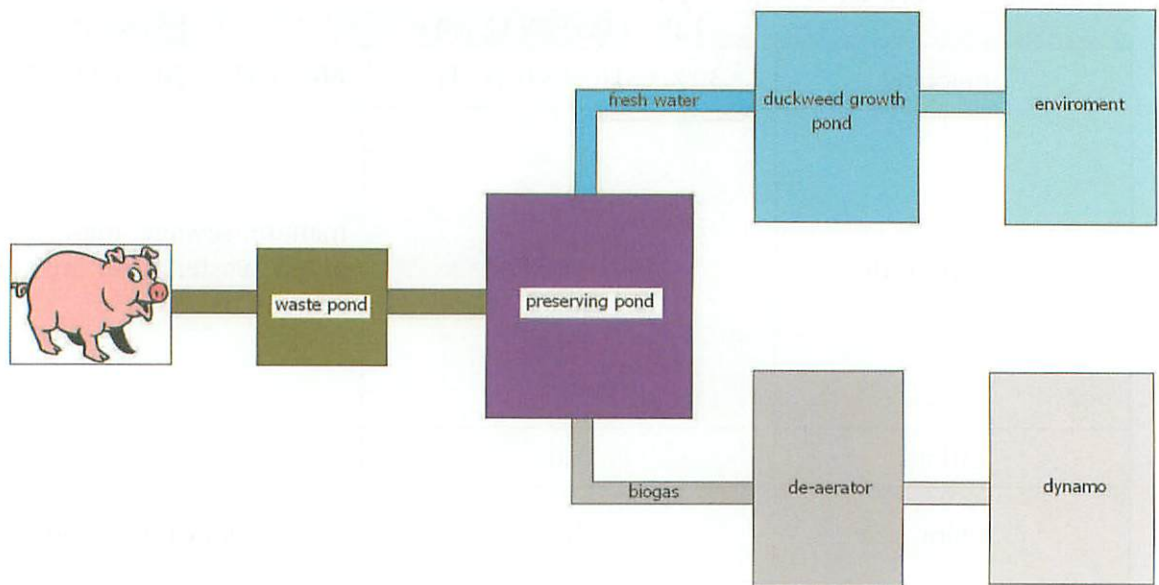 fresh water
duckweed growth
pond
enviroment
waste pond
preserving pond
biogas
de-aerator
dynamo